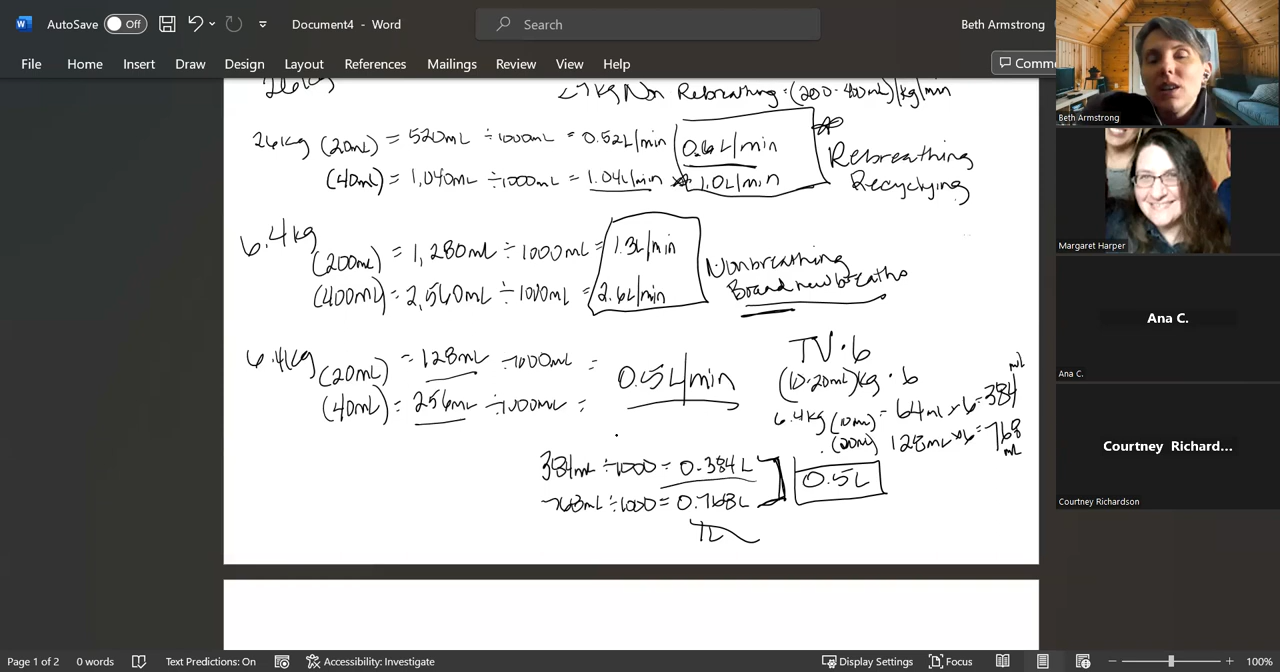 AutoSave Off Document4 - Word Search Beth Armstrong
File Home Insert Draw Design Layout References Mailings Review View Help Comme
26kg <7kg Non Rebreathing = (200-400mL)/kg/min
26kg (20mL) = 520mL ÷1000mL = 0.52L/min 0.6L/min
(40mL) = 1,040mL ÷1000mL = 1.04L/min 1.0L/min
Rebreathing
Recyclying
6.4kg
(200mL) = 1,280mL ÷ 1000mL = 1.3L/min
(400mL) = 2,560mL ÷ 1000mL = 2.6L/min
Nonbreathing
Brand new breaths
6.4kg (20mL) = 128mL ÷1000mL =
(40mL) = 256mL ÷1000mL =
0.5L/min
TV·6
(10-20mL)kg·6
6.4kg (10mL) = 64mL x 6 = 384 mL
(20mL) 128mL x 6 = 768 mL
384mL ÷1000 = 0.384L
768mL ÷1000 = 0.768L
0.5L
1L
Beth Armstrong
Margaret Harper
Ana C.
Ana C.
Courtney Richard...
Courtney Richardson
Page 1 of 2 0 words Text Predictions: On Accessibility: Investigate Display Settings Focus 100%